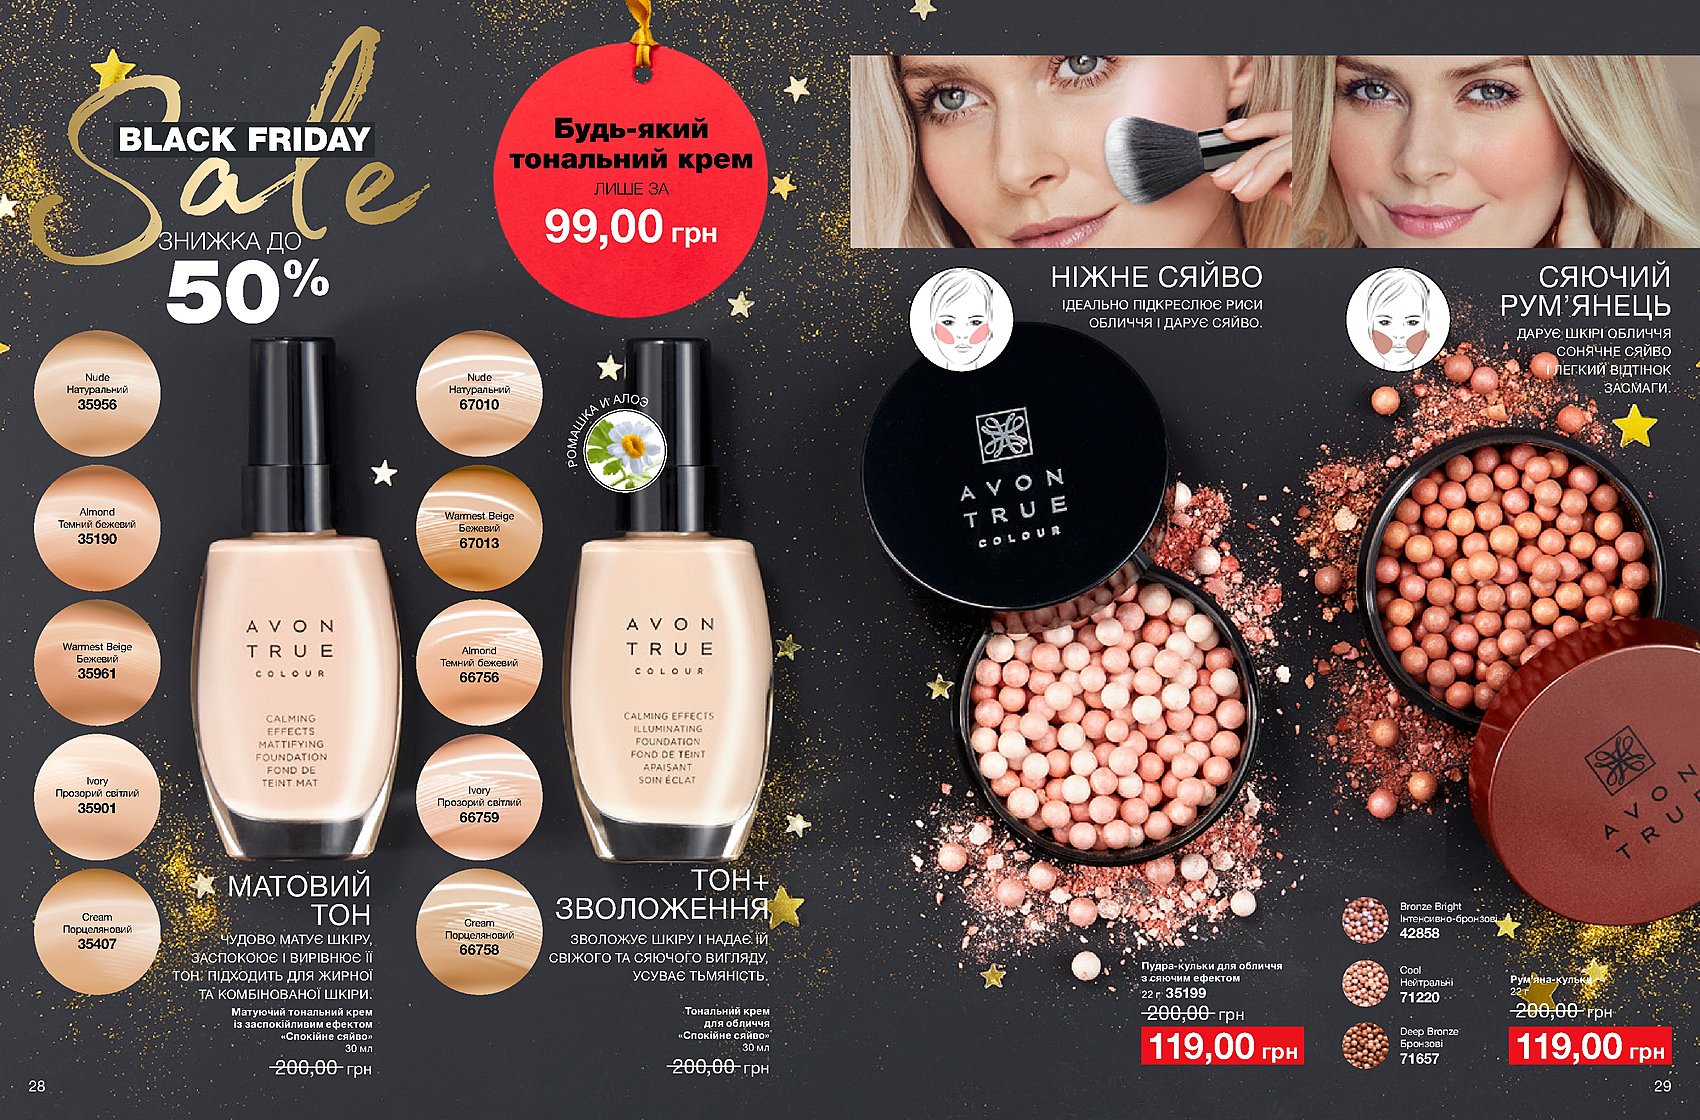 BLACK FRIDAY
Sale
ЗНИЖКА ДО
50%
Будь-який
тональний крем
ЛИШЕ ЗА
99,00 грн
Nude
Натуральний
35956
Almond
Темний бежевий
35190
Warmest Beige
Бежевий
35961
Ivory
Прозорий світлий
35901
Cream
Порцеляновий
35407
AVON
TRUE
COLOUR
CALMING
EFFECTS
MATTIFYING
FOUNDATION
FOND DE
TEINT MAT
МАТОВИЙ
ТОН
ЧУДОВО МАТУЄ ШКІРУ,
ЗАСПОКОЮЄ І ВИРІВНЮЄ ЇЇ
ТОН. ПІДХОДИТЬ ДЛЯ ЖИРНОЇ
ТА КОМБІНОВАНОЇ ШКІРИ.
Матуючий тональний крем
із заспокійливим ефектом
«Спокійне сяйво»
30 мл
200,00 грн
28
Nude
Натуральний
67010
Warmest Beige
Бежевий
67013
Almond
Темний бежевий
66756
Ivory
Прозорий світлий
66759
Cream
Порцеляновий
66758
РОМАШКА И АЛОЭ
AVON
TRUE
COLOUR
CALMING EFFECTS
ILLUMINATING
FOUNDATION
FOND DE TEINT
APAISANT
SOIN ÉCLAT
ТОН+
ЗВОЛОЖЕННЯ
ЗВОЛОЖУЄ ШКІРУ І НАДАЄ ЇЙ
СВІЖОГО ТА СЯЮЧОГО ВИГЛЯДУ,
УСУВАЄ ТЬМЯНІСТЬ.
Тональний крем
для обличчя
«Спокійне сяйво»
30 мл
200,00 грн
НІЖНЕ СЯЙВО
ІДЕАЛЬНО ПІДКРЕСЛЮЄ РИСИ
ОБЛИЧЧЯ І ДАРУЄ СЯЙВО.
AVON
TRUE
COLOUR
Пудра-кульки для обличчя
з сяючим ефектом
22 г 35199
200,00 грн
119,00 грн
СЯЮЧИЙ
РУМ’ЯНЕЦЬ
ДАРУЄ ШКІРІ ОБЛИЧЧЯ
СОНЯЧНЕ СЯЙВО
І ЛЕГКИЙ ВІДТІНОК
ЗАСМАГИ.
AVON
TRU
Bronze Bright
Інтенсивно-бронзові
42858
Cool
Нейтральні
71220
Deep Bronze
Бронзові
71657
Рум’яна-кульки
22 г
200,00 грн
119,00 грн
29